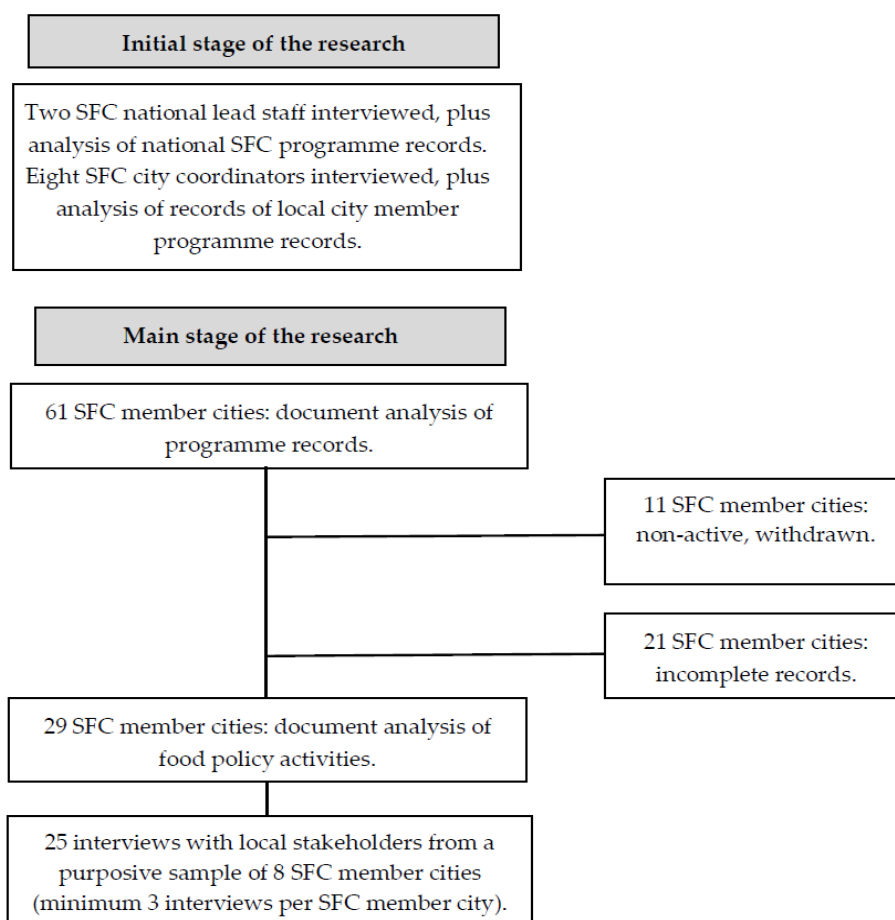 Initial stage of the research
Two SFC national lead staff interviewed, plus
analysis of national SFC programme records.
Eight SFC city coordinators interviewed, plus
analysis of records of local city member
programme records.
Main stage of the research
61 SFC member cities: document analysis of
programme records.
11 SFC member cities:
non-active, withdrawn.
21 SFC member cities:
incomplete records.
29 SFC member cities: document analysis of
food policy activities.
25 interviews with local stakeholders from a
purposive sample of 8 SFC member cities
(minimum 3 interviews per SFC member city).